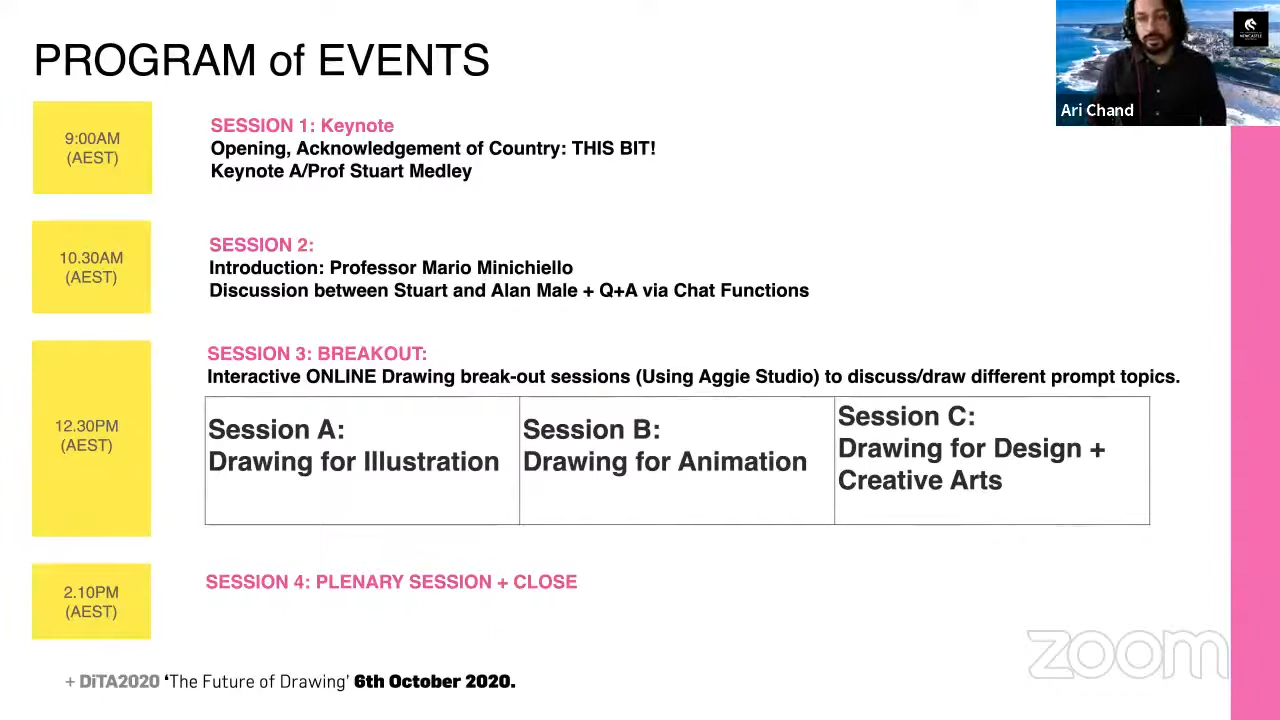 PROGRAM of EVENTS
Ari Chand
NEWCASTLE
9:00AM
(AEST)
SESSION 1: Keynote
Opening, Acknowledgement of Country: THIS BIT!
Keynote A/Prof Stuart Medley
10.30AM
(AEST)
SESSION 2:
Introduction: Professor Mario Minichiello
Discussion between Stuart and Alan Male + Q+A via Chat Functions
12.30PM
(AEST)
SESSION 3: BREAKOUT:
Interactive ONLINE Drawing break-out sessions (Using Aggie Studio) to discuss/draw different prompt topics.
Session A:
Drawing for Illustration
Session B:
Drawing for Animation
Session C:
Drawing for Design +
Creative Arts
2.10PM
(AEST)
SESSION 4: PLENARY SESSION + CLOSE
+ DiTA2020 ‘The Future of Drawing’ 6th October 2020.
zoom